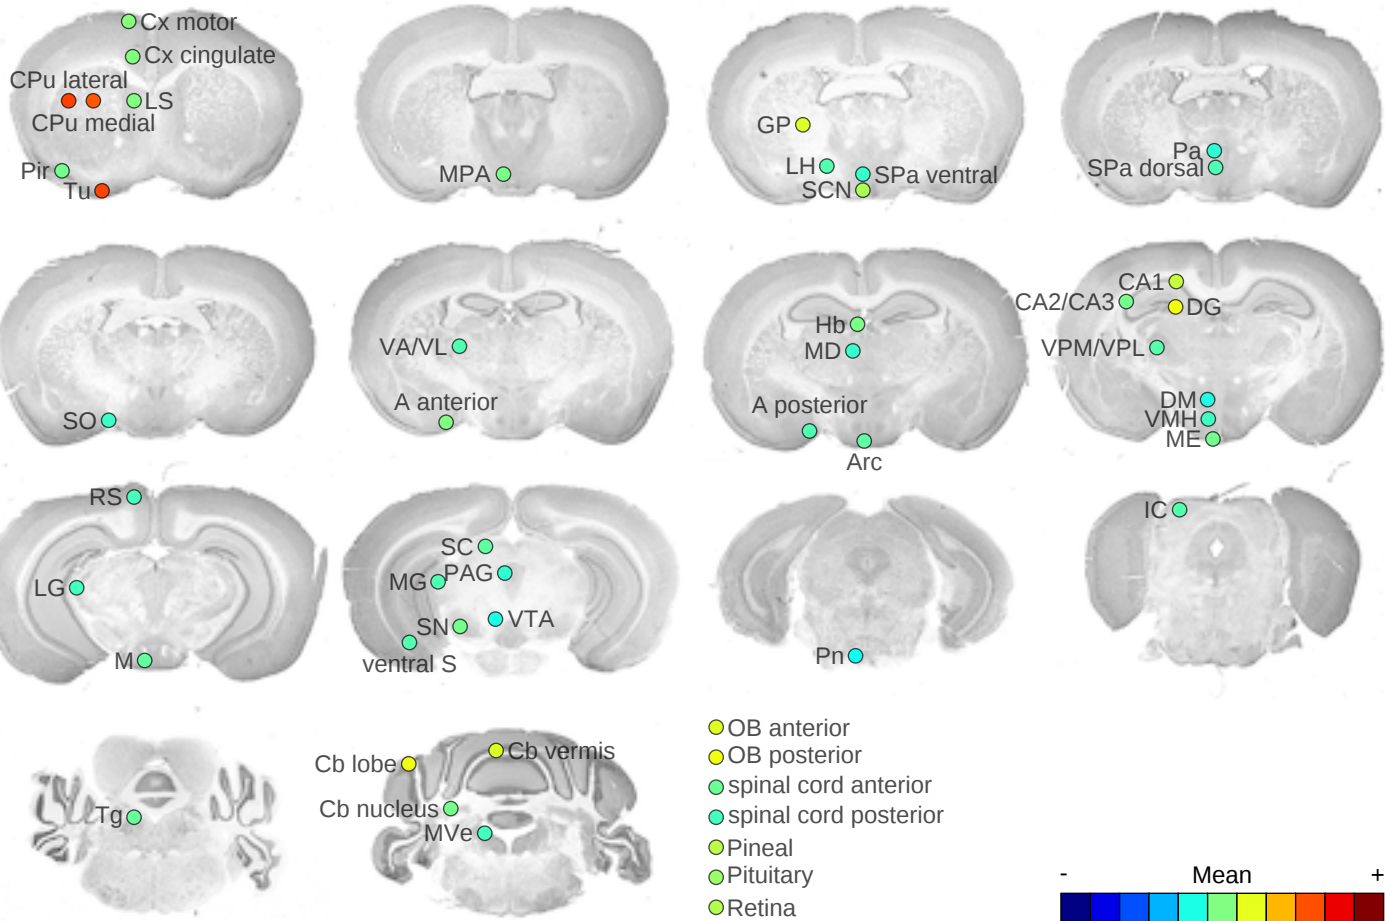 Cx motor
Cx cingulate
CPu lateral
LS
CPu medial
Pir
Tu
MPA
GP
LH
SPa ventral
SCN
Pa
SPa dorsal
SO
VA/VL
A anterior
Hb
MD
A posterior
Arc
CA1
CA2/CA3
DG
VPM/VPL
DM
VMH
ME
RS
LG
M
SC
PAG
MG
VTA
SN
ventral S
Pn
IC
Tg
Cb lobe
Cb vermis
Cb nucleus
MVe
OB anterior
OB posterior
spinal cord anterior
spinal cord posterior
Pineal
Pituitary
Retina
- Mean +